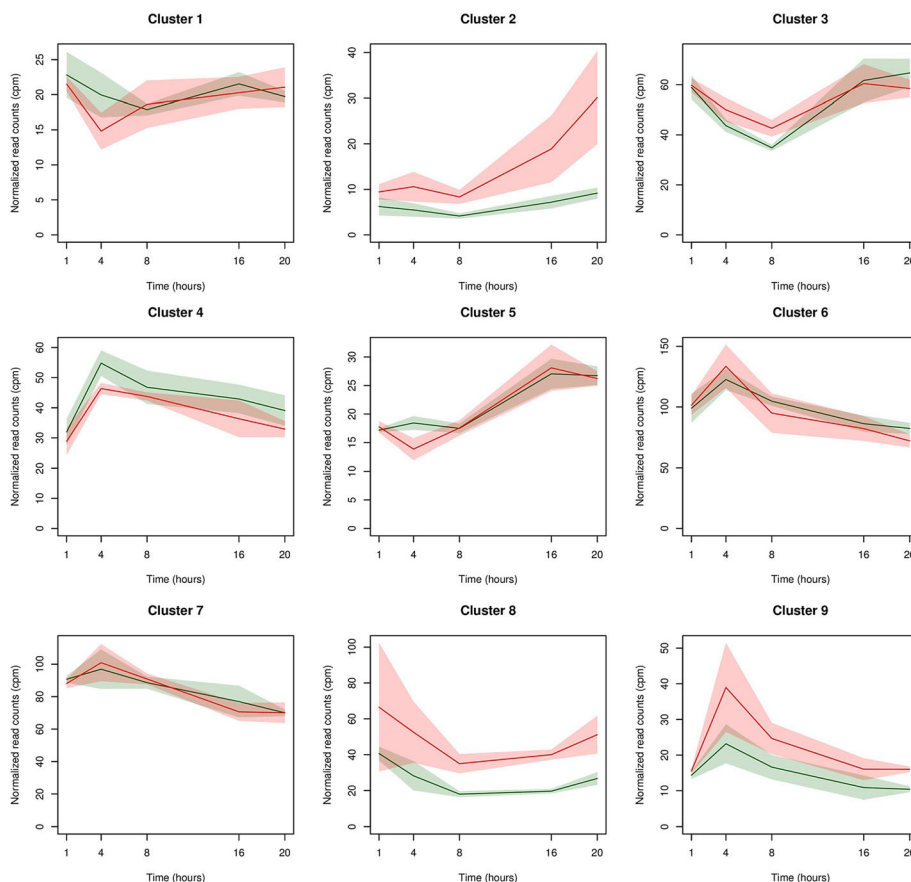 Cluster 1
Normalized read counts (cpm)
0 5 10 15 20 25
1 4 8 16 20
Time (hours)
Cluster 2
Normalized read counts (cpm)
0 10 20 30 40
1 4 8 16 20
Time (hours)
Cluster 3
Normalized read counts (cpm)
0 20 40 60
1 4 8 16 20
Time (hours)
Cluster 4
Normalized read counts (cpm)
0 10 20 30 40 50 60
1 4 8 16 20
Time (hours)
Cluster 5
Normalized read counts (cpm)
0 5 10 15 20 25 30
1 4 8 16 20
Time (hours)
Cluster 6
Normalized read counts (cpm)
0 50 100 150
1 4 8 16 20
Time (hours)
Cluster 7
Normalized read counts (cpm)
0 20 40 60 80 100
1 4 8 16 20
Time (hours)
Cluster 8
Normalized read counts (cpm)
0 20 40 60 80 100
1 4 8 16 20
Time (hours)
Cluster 9
Normalized read counts (cpm)
0 10 20 30 40 50
1 4 8 16 20
Time (hours)